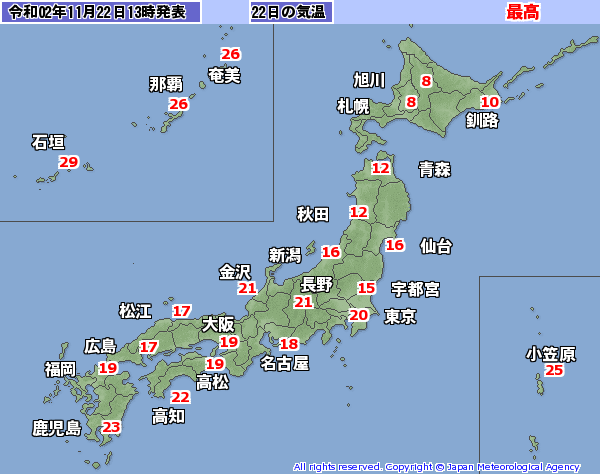 令和02年11月22日13時発表 22日の気温 最高
26
奄美
那覇
26
石垣
29
旭川
8
札幌
8
10
釧路
12
青森
秋田
12
16
仙台
新潟
16
金沢
21
長野
21
15
宇都宮
20
東京
松江
17
大阪
19
18
名古屋
広島
17
福岡
19
19
高松
22
高知
鹿児島
23
小笠原
25
All rights reserved. Copyright © Japan Meteorological Agency